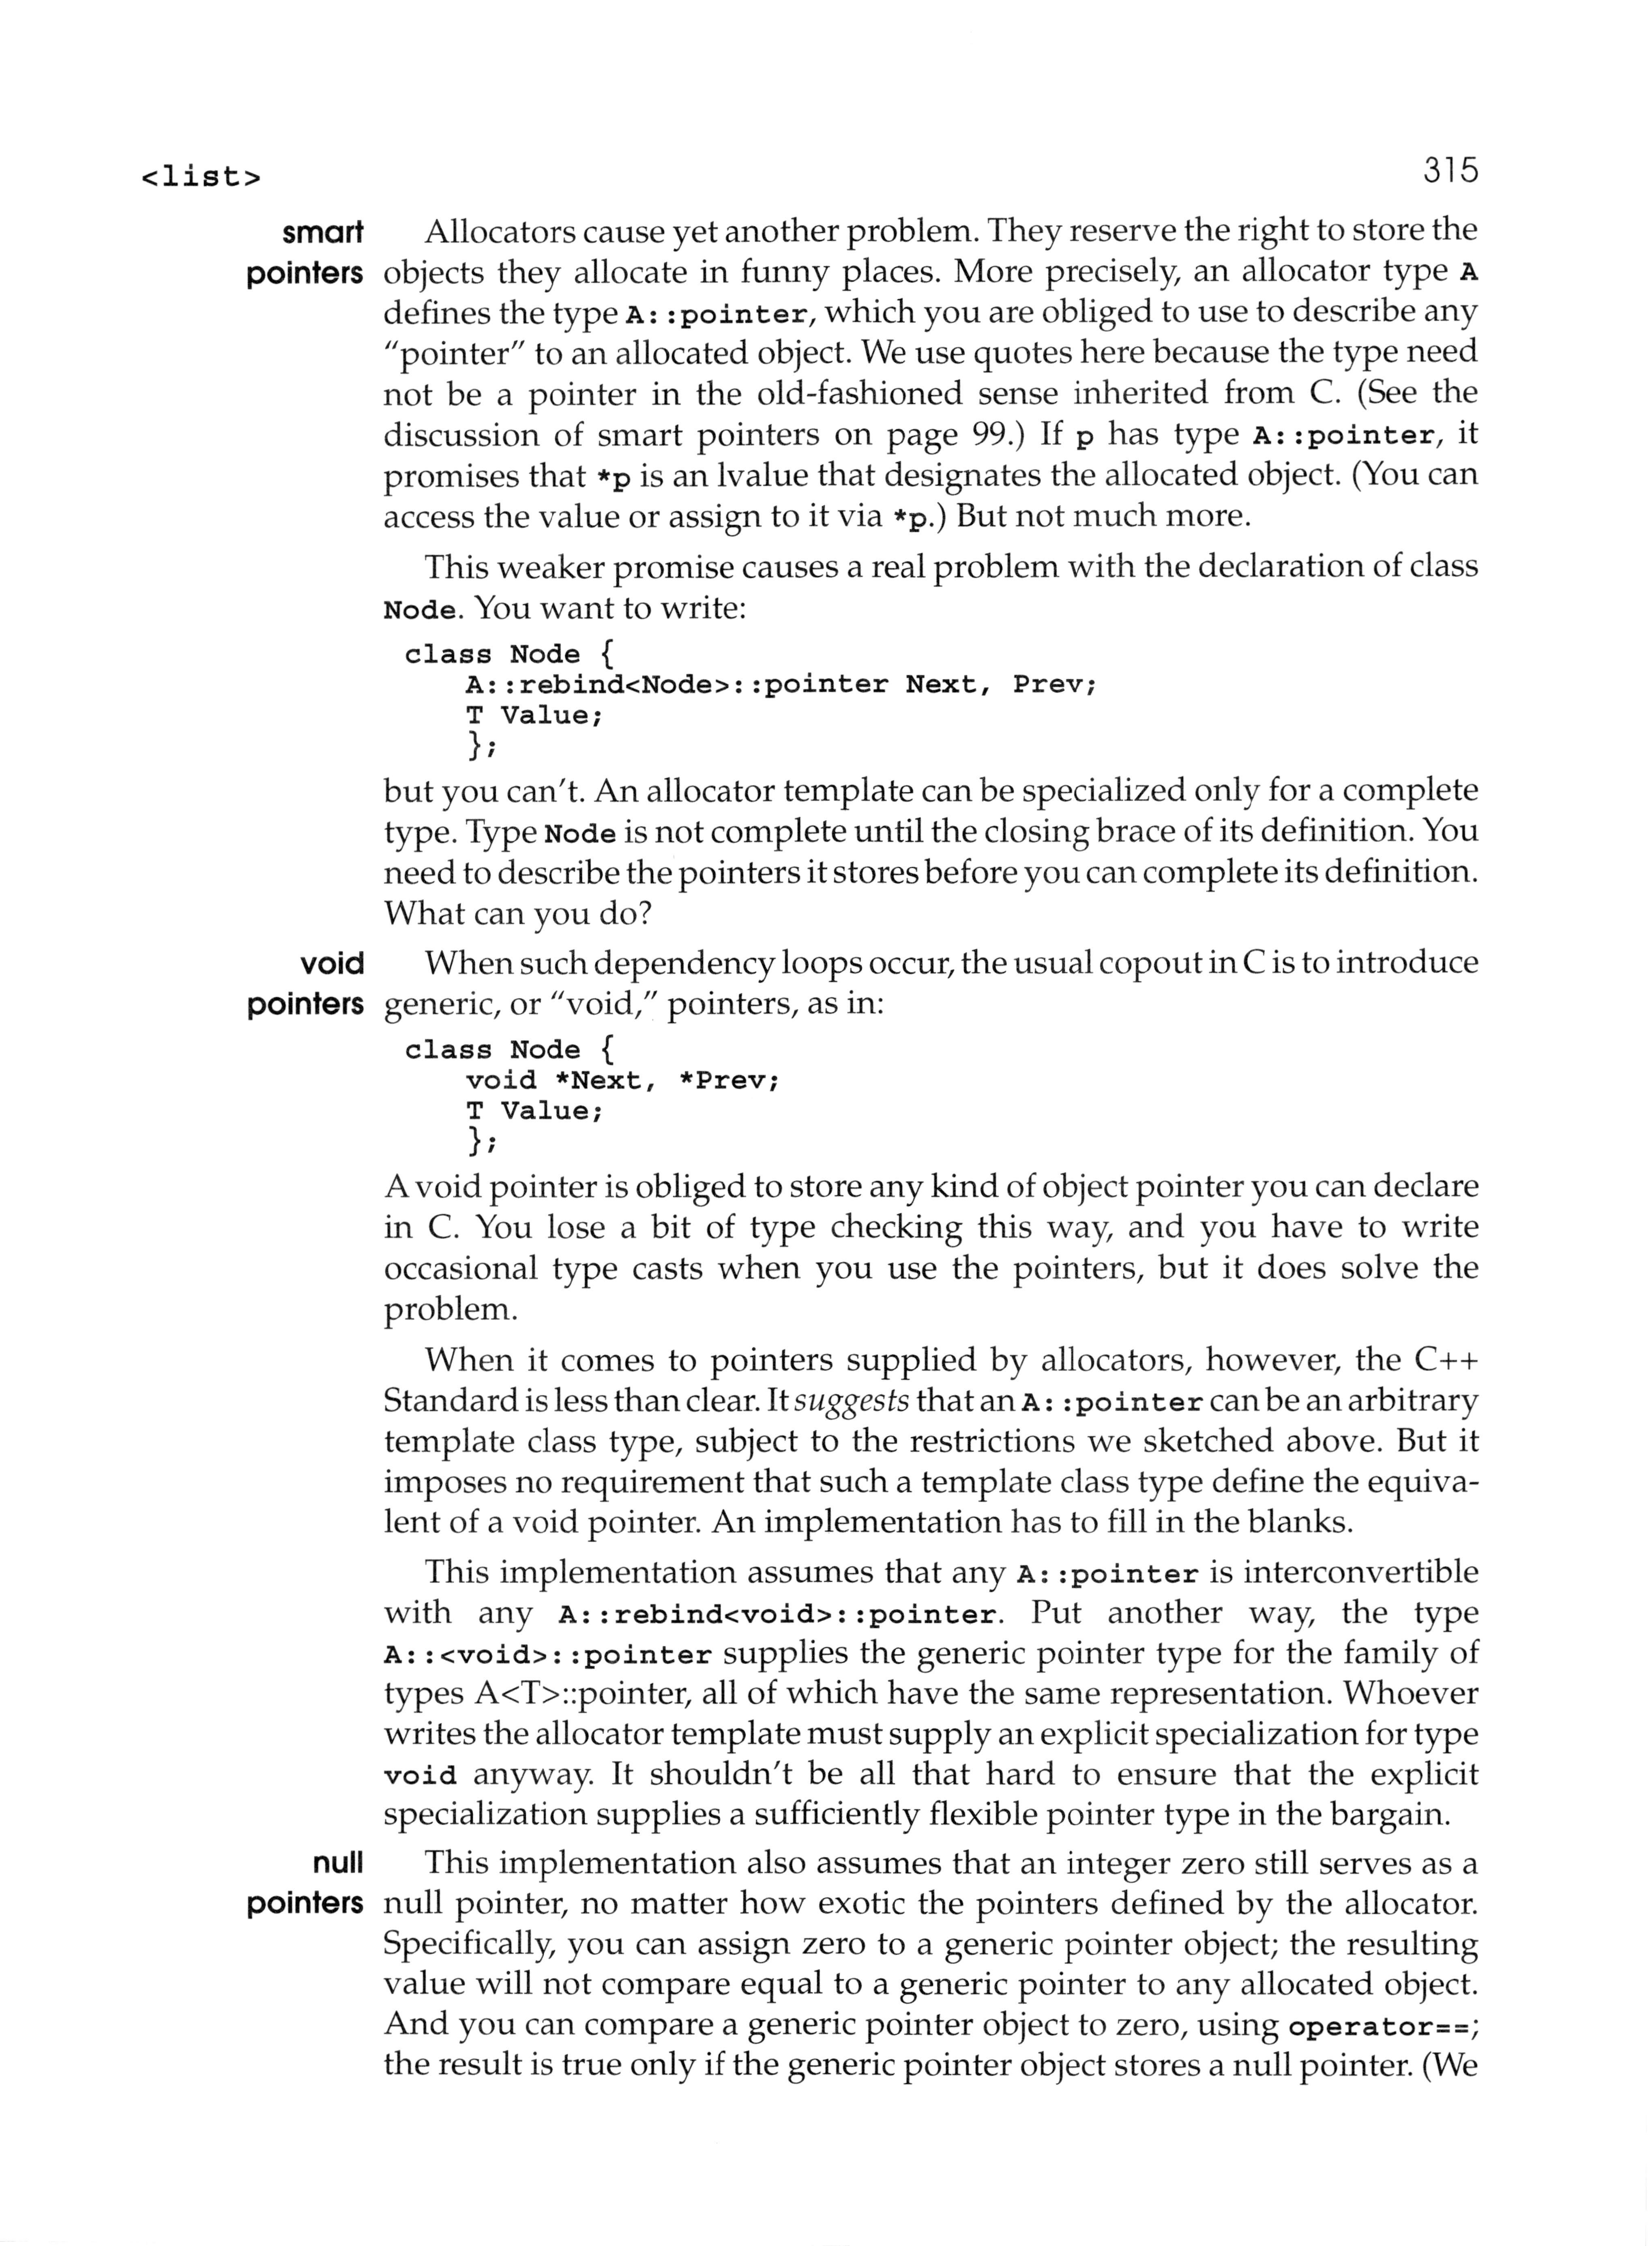 <list> 315
smart Allocators cause yet another problem. They reserve the right to store the
pointers objects they allocate in funny places. More precisely, an allocator type A
defines the type A::pointer, which you are obliged to use to describe any
"pointer" to an allocated object. We use quotes here because the type need
not be a pointer in the old-fashioned sense inherited from C. (See the
discussion of smart pointers on page 99.) If p has type A::pointer, it
promises that *p is an lvalue that designates the allocated object. (You can
access the value or assign to it via *p.) But not much more.
This weaker promise causes a real problem with the declaration of class
Node. You want to write:
class Node {
A::rebind<Node>::pointer Next, Prev;
T Value;
};
but you can't. An allocator template can be specialized only for a complete
type. Type Node is not complete until the closing brace of its definition. You
need to describe the pointers it stores before you can complete its definition.
What can you do?
void When such dependency loops occur, the usual copout in C is to introduce
pointers generic, or "void," pointers, as in:
class Node {
void *Next, *Prev;
T Value;
};
A void pointer is obliged to store any kind of object pointer you can declare
in C. You lose a bit of type checking this way, and you have to write
occasional type casts when you use the pointers, but it does solve the
problem.
When it comes to pointers supplied by allocators, however, the C++
Standard is less than clear. It suggests that an A::pointer can be an arbitrary
template class type, subject to the restrictions we sketched above. But it
imposes no requirement that such a template class type define the equiva-
lent of a void pointer. An implementation has to fill in the blanks.
This implementation assumes that any A::pointer is interconvertible
with any A::rebind<void>::pointer. Put another way, the type
A::<void>::pointer supplies the generic pointer type for the family of
types A<T>::pointer, all of which have the same representation. Whoever
writes the allocator template must supply an explicit specialization for type
void anyway. It shouldn't be all that hard to ensure that the explicit
specialization supplies a sufficiently flexible pointer type in the bargain.
null This implementation also assumes that an integer zero still serves as a
pointers null pointer, no matter how exotic the pointers defined by the allocator.
Specifically, you can assign zero to a generic pointer object; the resulting
value will not compare equal to a generic pointer to any allocated object.
And you can compare a generic pointer object to zero, using operator==;
the result is true only if the generic pointer object stores a null pointer. (We